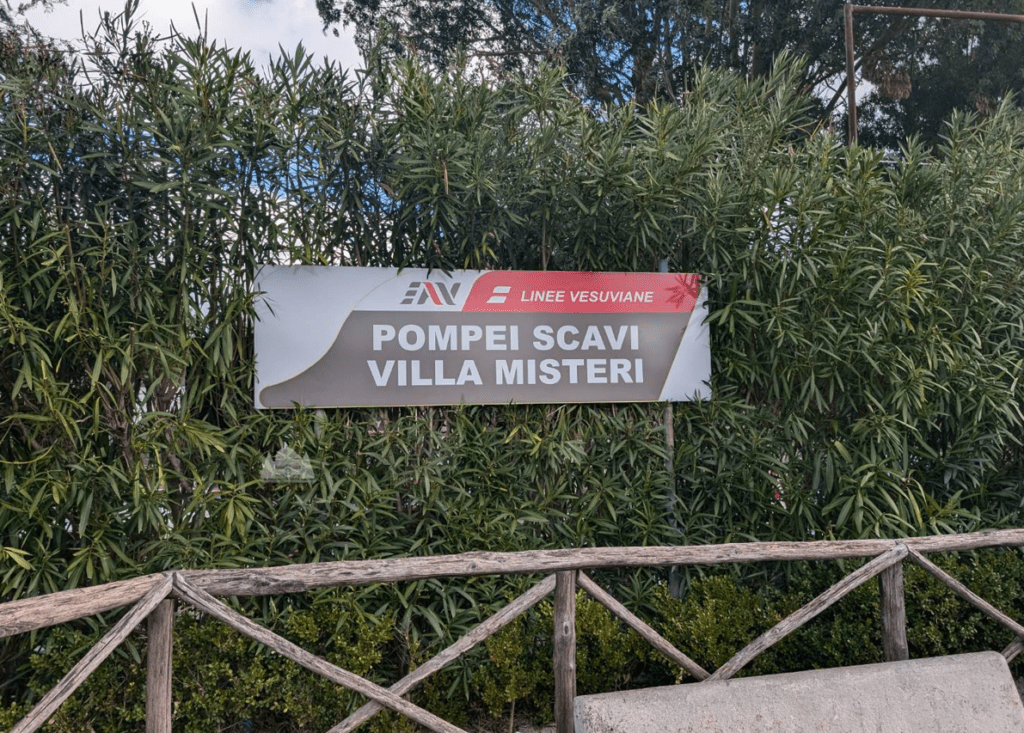 EAV LINEE VESUVIANE
POMPEI SCAVI
VILLA MISTERI